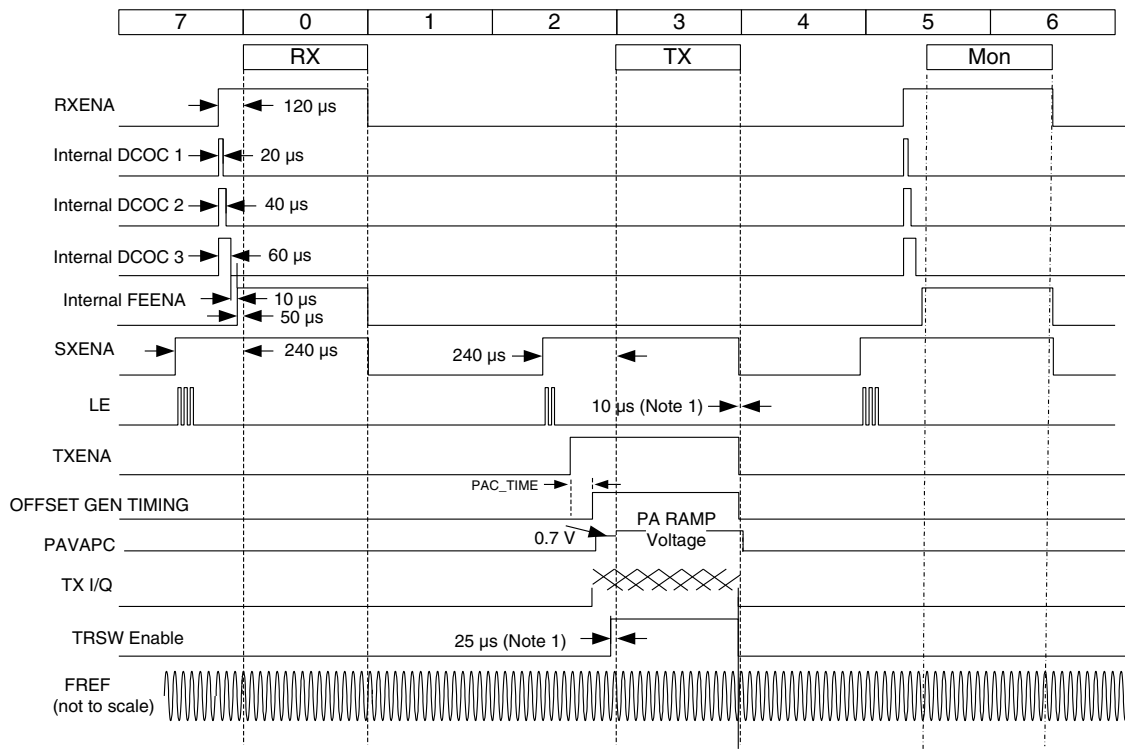 7 0 1 2 3 4 5 6
RX TX Mon
RXENA 120 µs
Internal DCOC 1 20 µs
Internal DCOC 2 40 µs
Internal DCOC 3 60 µs
Internal FEENA 10 µs
50 µs
SXENA 240 µs 240 µs
LE 10 µs (Note 1)
TXENA
PAC_TIME
OFFSET GEN TIMING
PA RAMP
Voltage
0.7 V
PAVAPC
TX I/Q
TRSW Enable 25 µs (Note 1)
FREF
(not to scale)